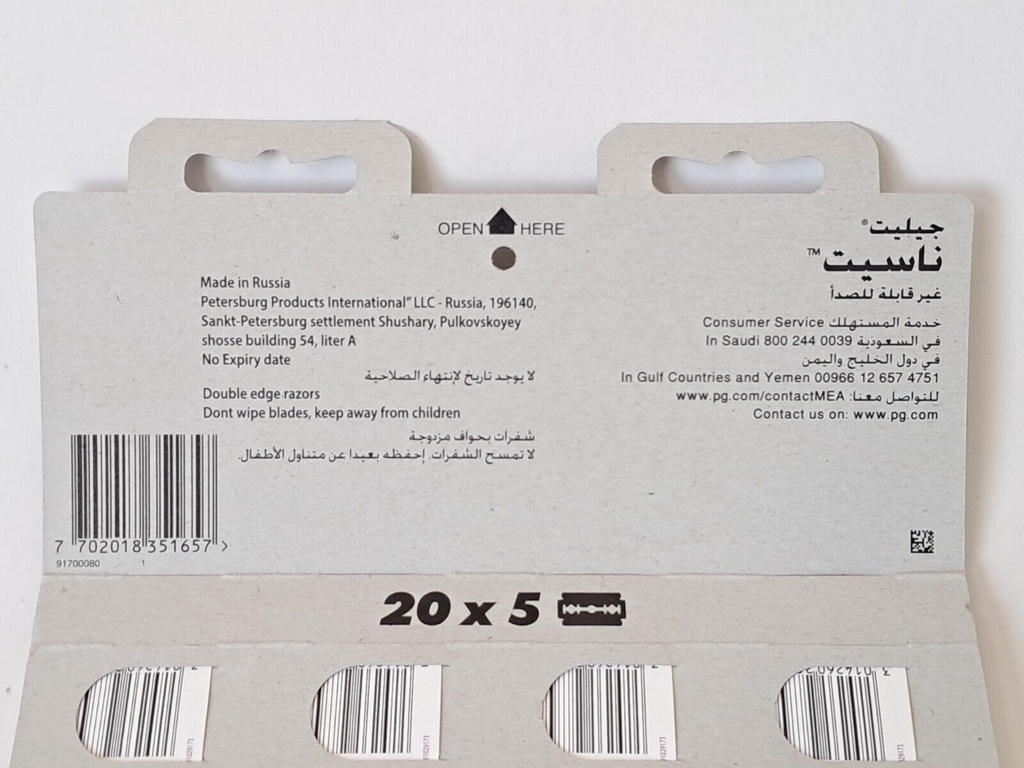 OPEN HERE
Made in Russia
Petersburg Products International" LLC - Russia, 196140,
Sankt-Petersburg settlement Shushary, Pulkovskoyey
shosse building 54, liter A
No Expiry date
لا يوجد تاريخ لإنتهاء الصلاحية
Double edge razors
Dont wipe blades, keep away from children
شفرات بحواف مزدوجة
لا تمسح الشفرات. إحفظه بعيدا عن متناول الأطفال.
7 702018 351657 >
91700080 1
جيليت®
ناسيت™
غير قابلة للصدأ
Consumer Service خدمة المستهلك
In Saudi 800 244 0039 في السعودية
في دول الخليج واليمن
In Gulf Countries and Yemen 00966 12 657 4751
www.pg.com/contactMEA :للتواصل معنا
Contact us on: www.pg.com
20 x 5